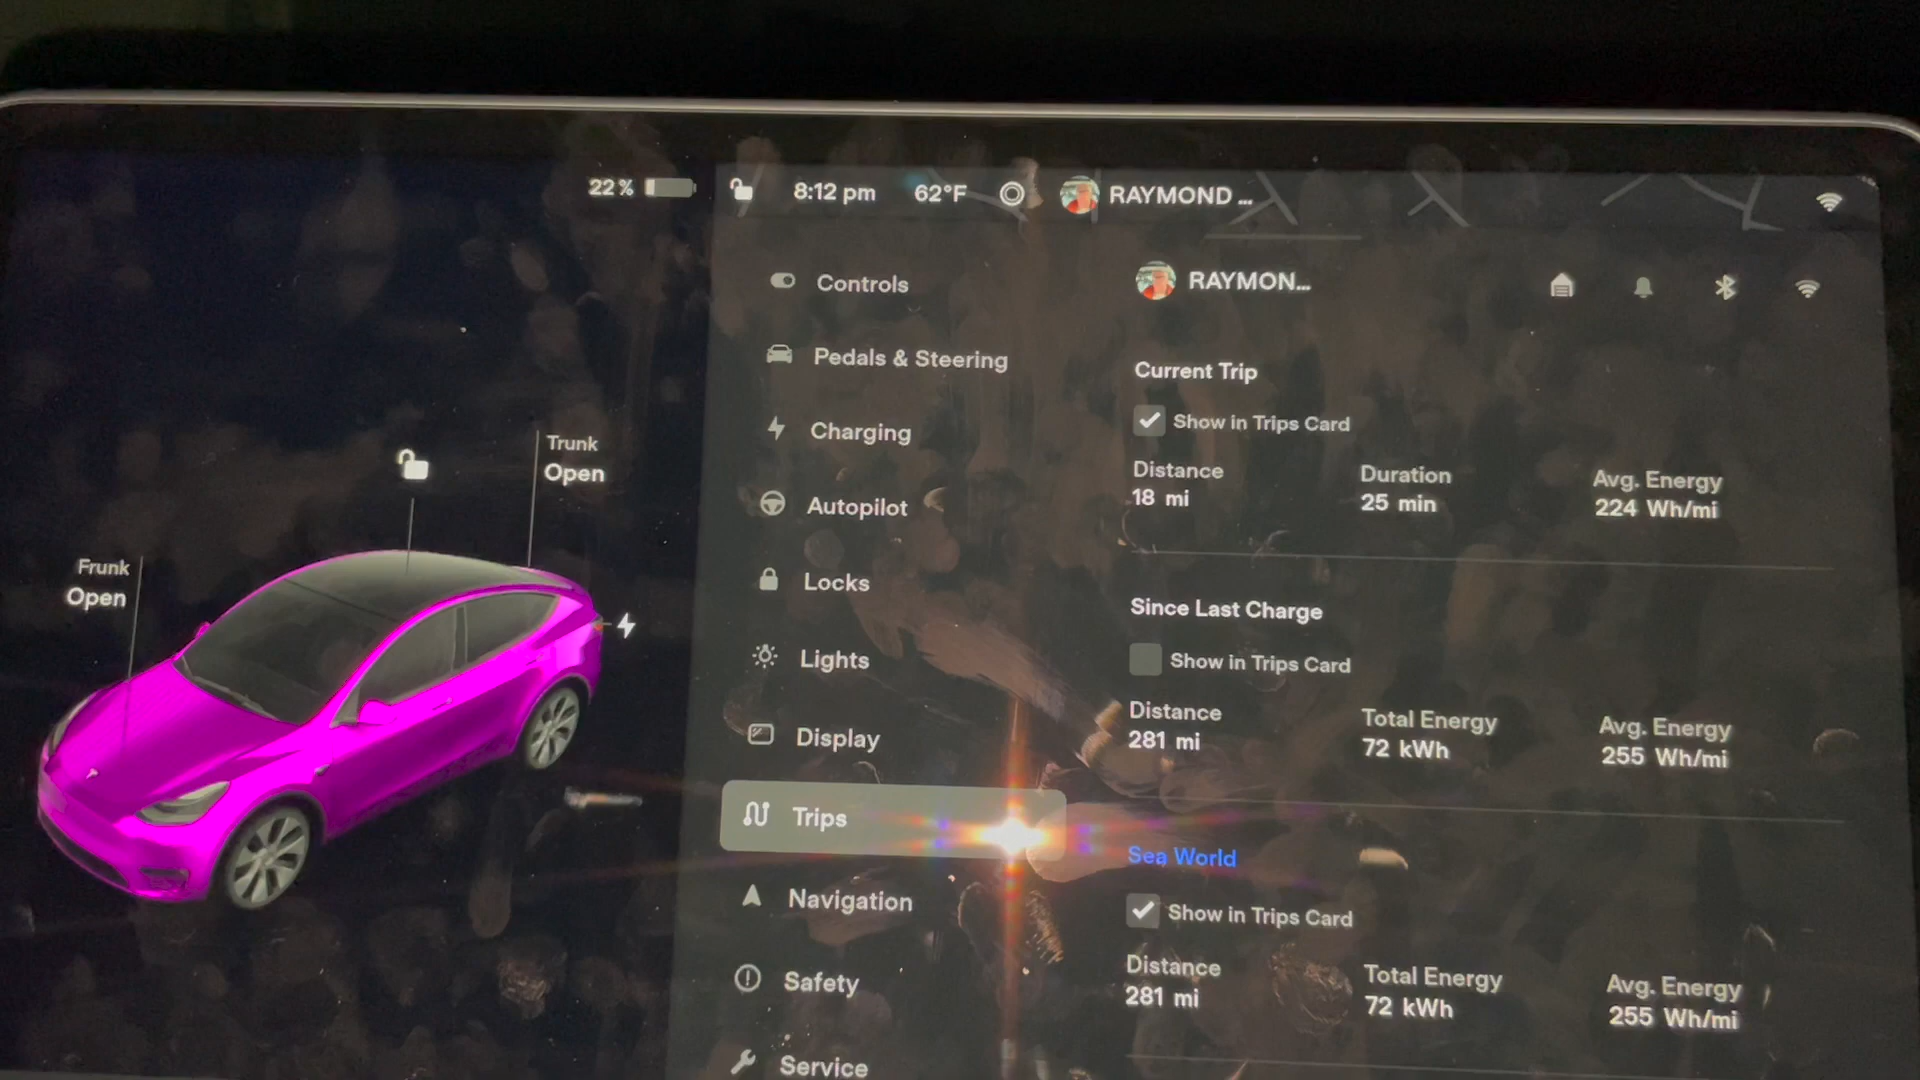 22% 8:12 pm 62°F RAYMOND ...
Trunk
Open
Frunk
Open
Controls
Pedals & Steering
Charging
Autopilot
Locks
Lights
Display
Trips
Navigation
Safety
Service
RAYMON...
Current Trip
Show in Trips Card
Distance Duration Avg. Energy
18 mi 25 min 224 Wh/mi
Since Last Charge
Show in Trips Card
Distance Total Energy Avg. Energy
281 mi 72 kWh 255 Wh/mi
Sea World
Show in Trips Card
Distance Total Energy Avg. Energy
281 mi 72 kWh 255 Wh/mi